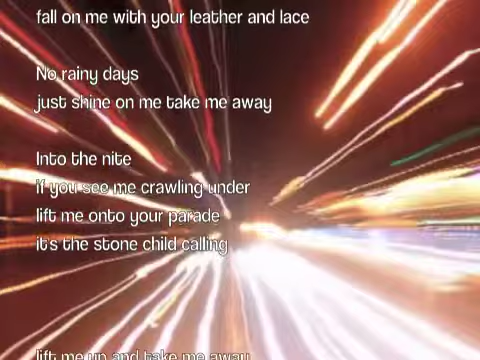 fall on me with your leather and lace
No rainy days
just shine on me take me away
Into the nite
if you see me crawling under
lift me onto your parade
it's the stone child calling
lift me up and take me away